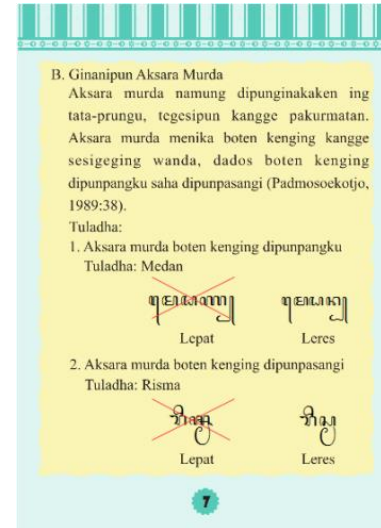 B. Ginanipun Aksara Murda
Aksara murda namung dipunginakaken ing
tata-prungu, tegesipun kangge pakurmatan.
Aksara murda menika boten kenging kangge
sesigeging wanda, dados boten kenging
dipunpangku saha dipunpasangi (Padmosoekotjo,
1989:38).
Tuladha:
1. Aksara murda boten kenging dipunpangku
Tuladha: Medan
Lepat Leres
2. Aksara murda boten kenging dipunpasangi
Tuladha: Risma
Lepat Leres
7